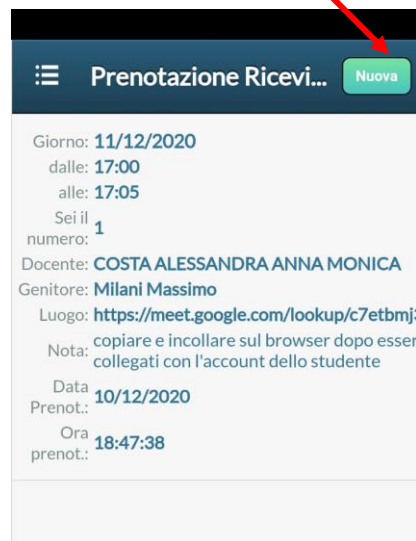 Prenotazione Ricevi... Nuova
Giorno: 11/12/2020
dalle: 17:00
alle: 17:05
Sei il
numero: 1
Docente: COSTA ALESSANDRA ANNA MONICA
Genitore: Milani Massimo
Luogo: https://meet.google.com/lookup/c7etbmj
Nota: copiare e incollare sul browser dopo esser
collegati con l'account dello studente
Data
Prenot.: 10/12/2020
Ora
prenot.: 18:47:38